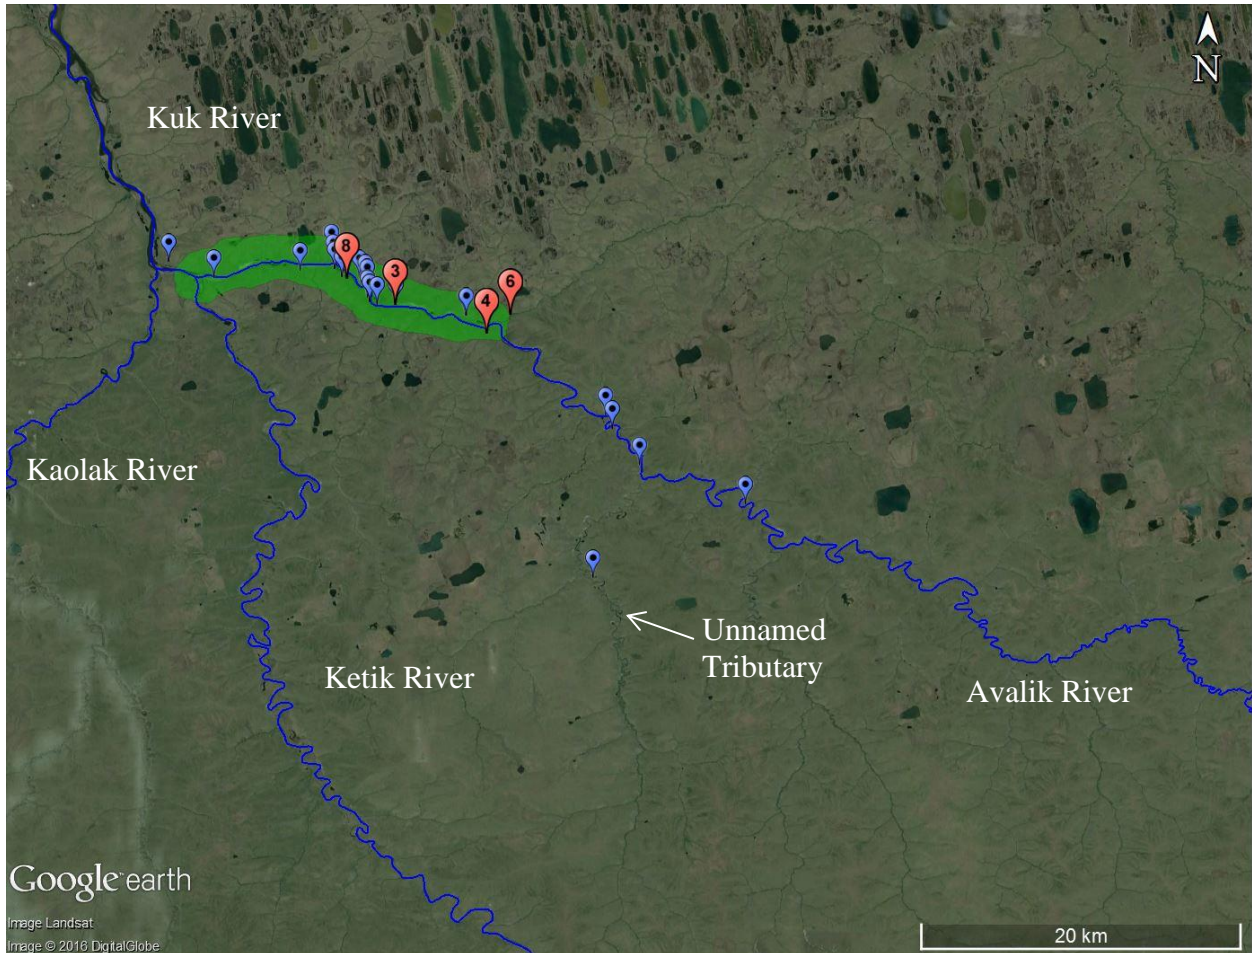 N
Kuk River
8
3
6
4
Kaolak River
Unnamed
Tributary
Ketik River
Avalik River
Google earth
Image Landsat
Image © 2016 DigitalGlobe
20 km